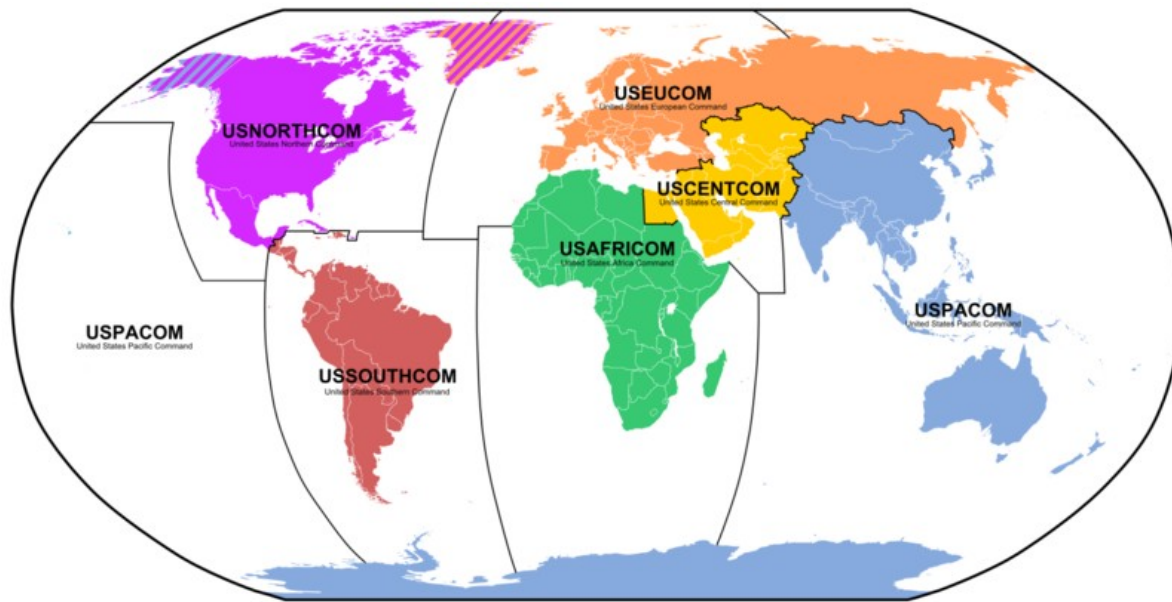 USEUCOM
United States European Command
USNORTHCOM
United States Northern Command
USCENTCOM
United States Central Command
USAFRICOM
United States Africa Command
USPACOM
United States Pacific Command
USPACOM
United States Pacific Command
USSOUTHCOM
United States Southern Command